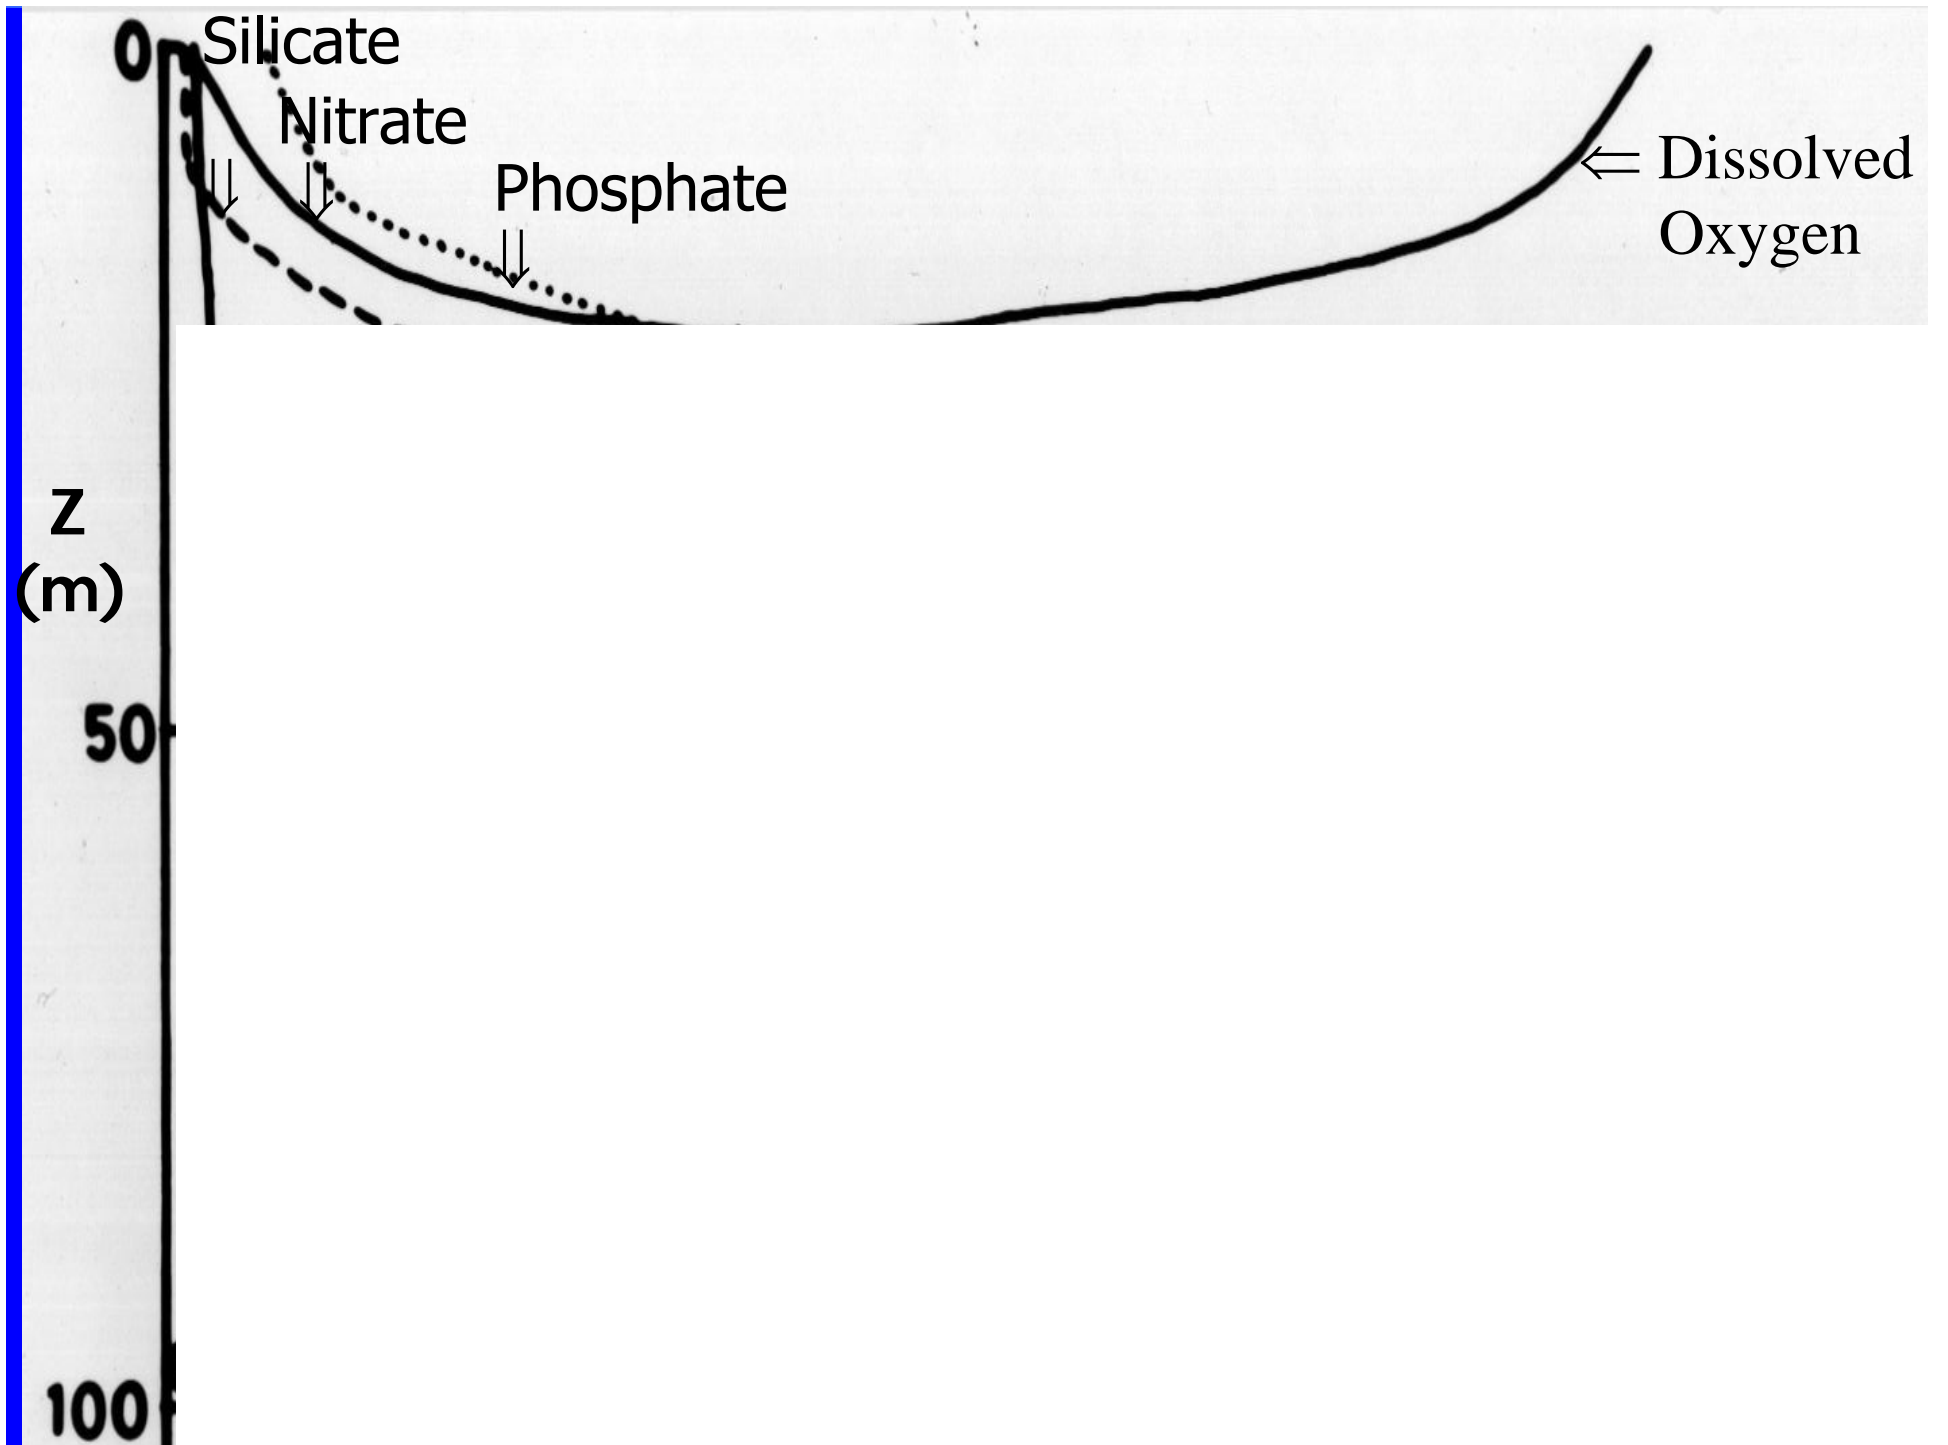 0
Silicate
Nitrate
Phosphate
⇐ Dissolved
Oxygen
Z
(m)
50
100